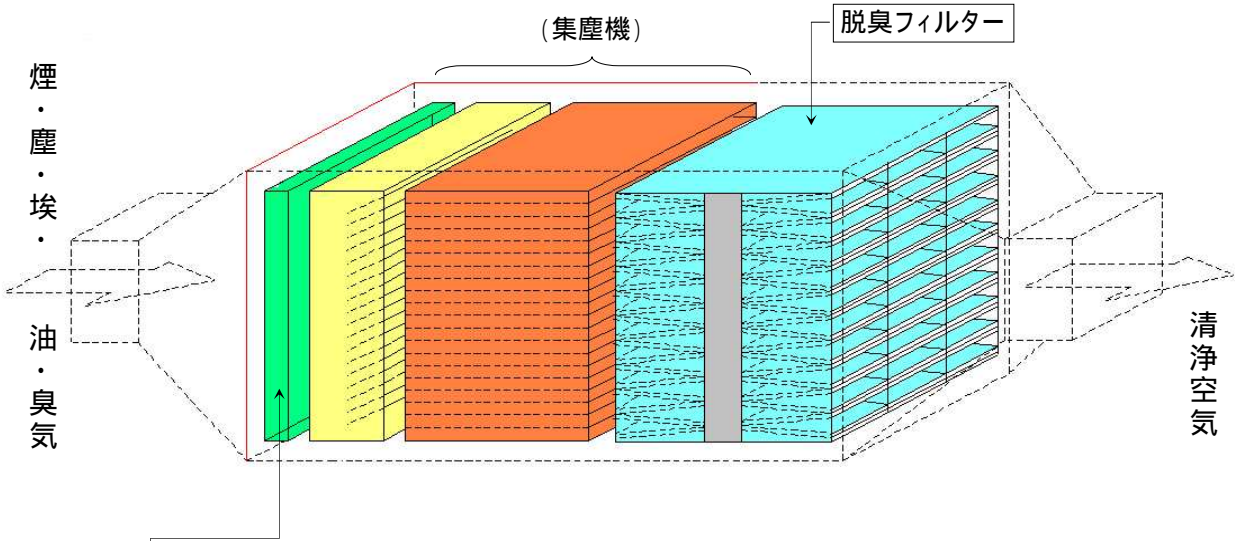 (集塵機)
脱臭フィルター
煙・塵・埃・
油・臭気
清浄空気